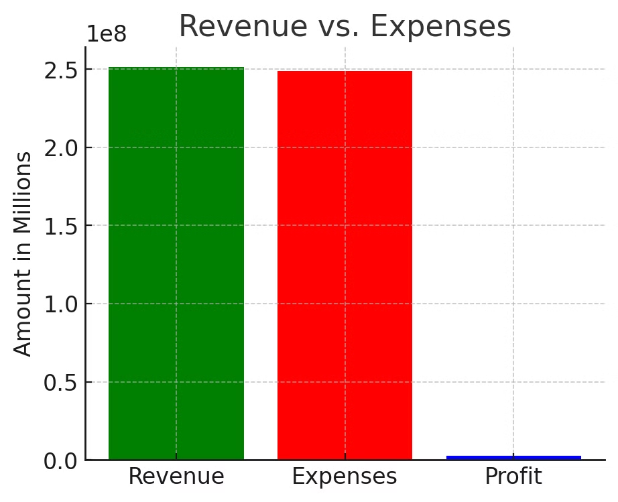 Revenue vs. Expenses
1e8
Amount in Millions
2.5
2.0
1.5
1.0
0.5
0.0
Revenue
Expenses
Profit